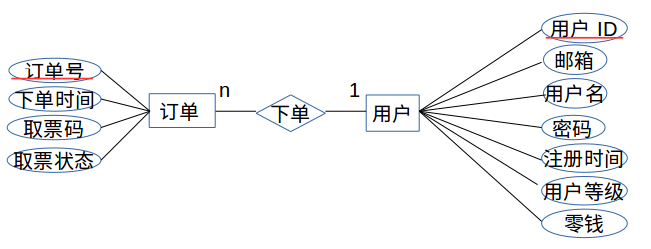 订单号
下单时间
取票码
取票状态
订单
n
下单
1
用户
用户 ID
邮箱
用户名
密码
注册时间
用户等级
零钱